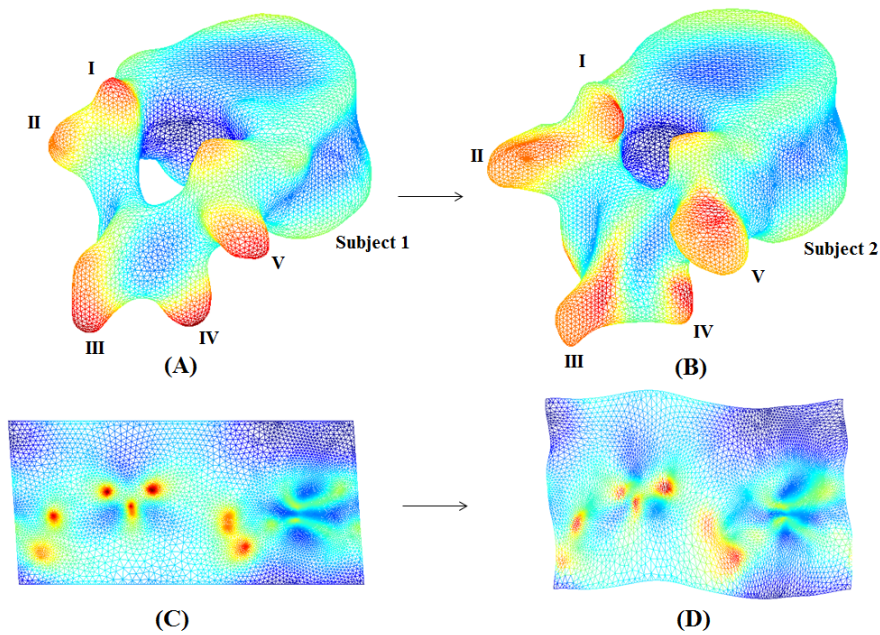 I
I
II
II
Subject 1
Subject 2
V
V
III
IV
III
IV
(A)
(B)
(C)
(D)